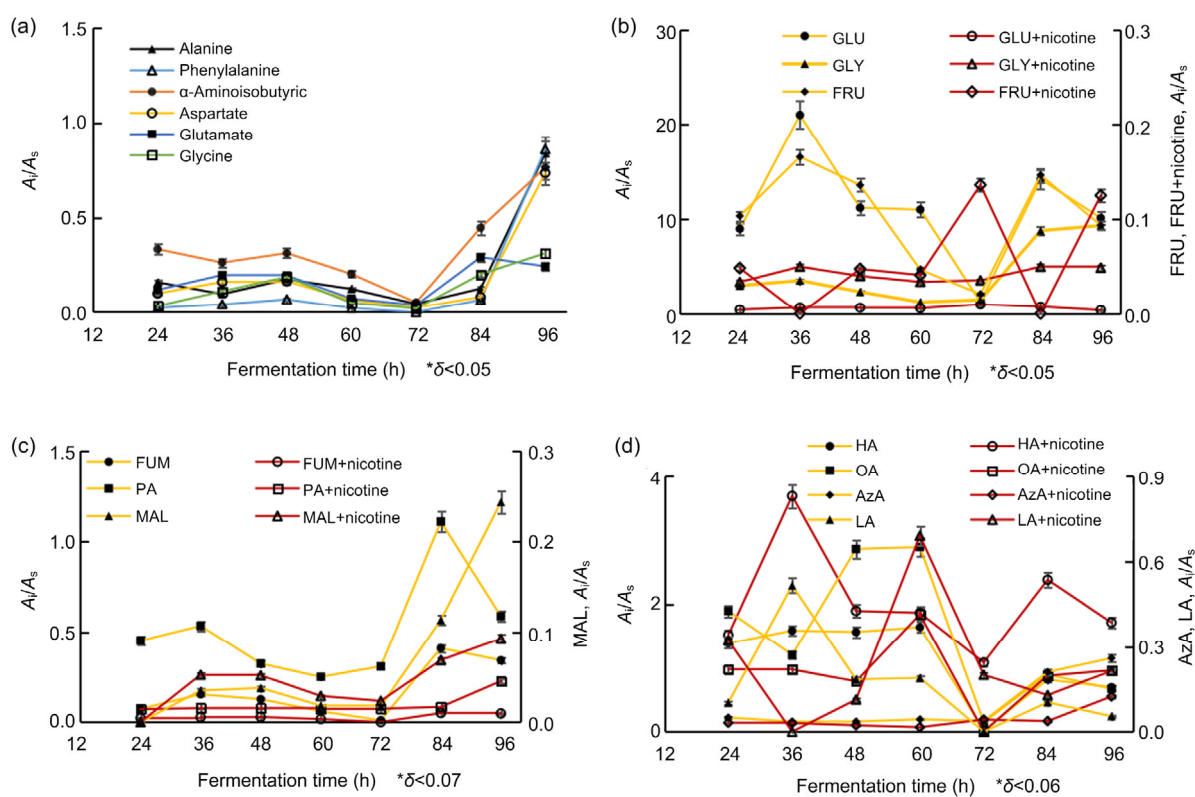 (a)
1.5
1.0
0.5
0.0
Aᵢ/Aₛ
Alanine
Phenylalanine
α-Aminoisobutyric
Aspartate
Glutamate
Glycine
12 24 36 48 60 72 84 96
Fermentation time (h) *δ<0.05
(b)
30
20
10
0
Aᵢ/Aₛ
GLU
GLY
FRU
GLU+nicotine
GLY+nicotine
FRU+nicotine
0.3
0.2
0.1
0.0
FRU, FRU+nicotine, Aᵢ/Aₛ
12 24 36 48 60 72 84 96
Fermentation time (h) *δ<0.05
(c)
1.5
1.0
0.5
0.0
Aᵢ/Aₛ
FUM
PA
MAL
FUM+nicotine
PA+nicotine
MAL+nicotine
0.3
0.2
0.1
0.0
MAL, Aᵢ/Aₛ
12 24 36 48 60 72 84 96
Fermentation time (h) *δ<0.07
(d)
4
2
0
Aᵢ/Aₛ
HA
OA
AzA
LA
HA+nicotine
OA+nicotine
AzA+nicotine
LA+nicotine
0.9
0.6
0.3
0.0
AzA, LA, Aᵢ/Aₛ
12 24 36 48 60 72 84 96
Fermentation time (h) *δ<0.06